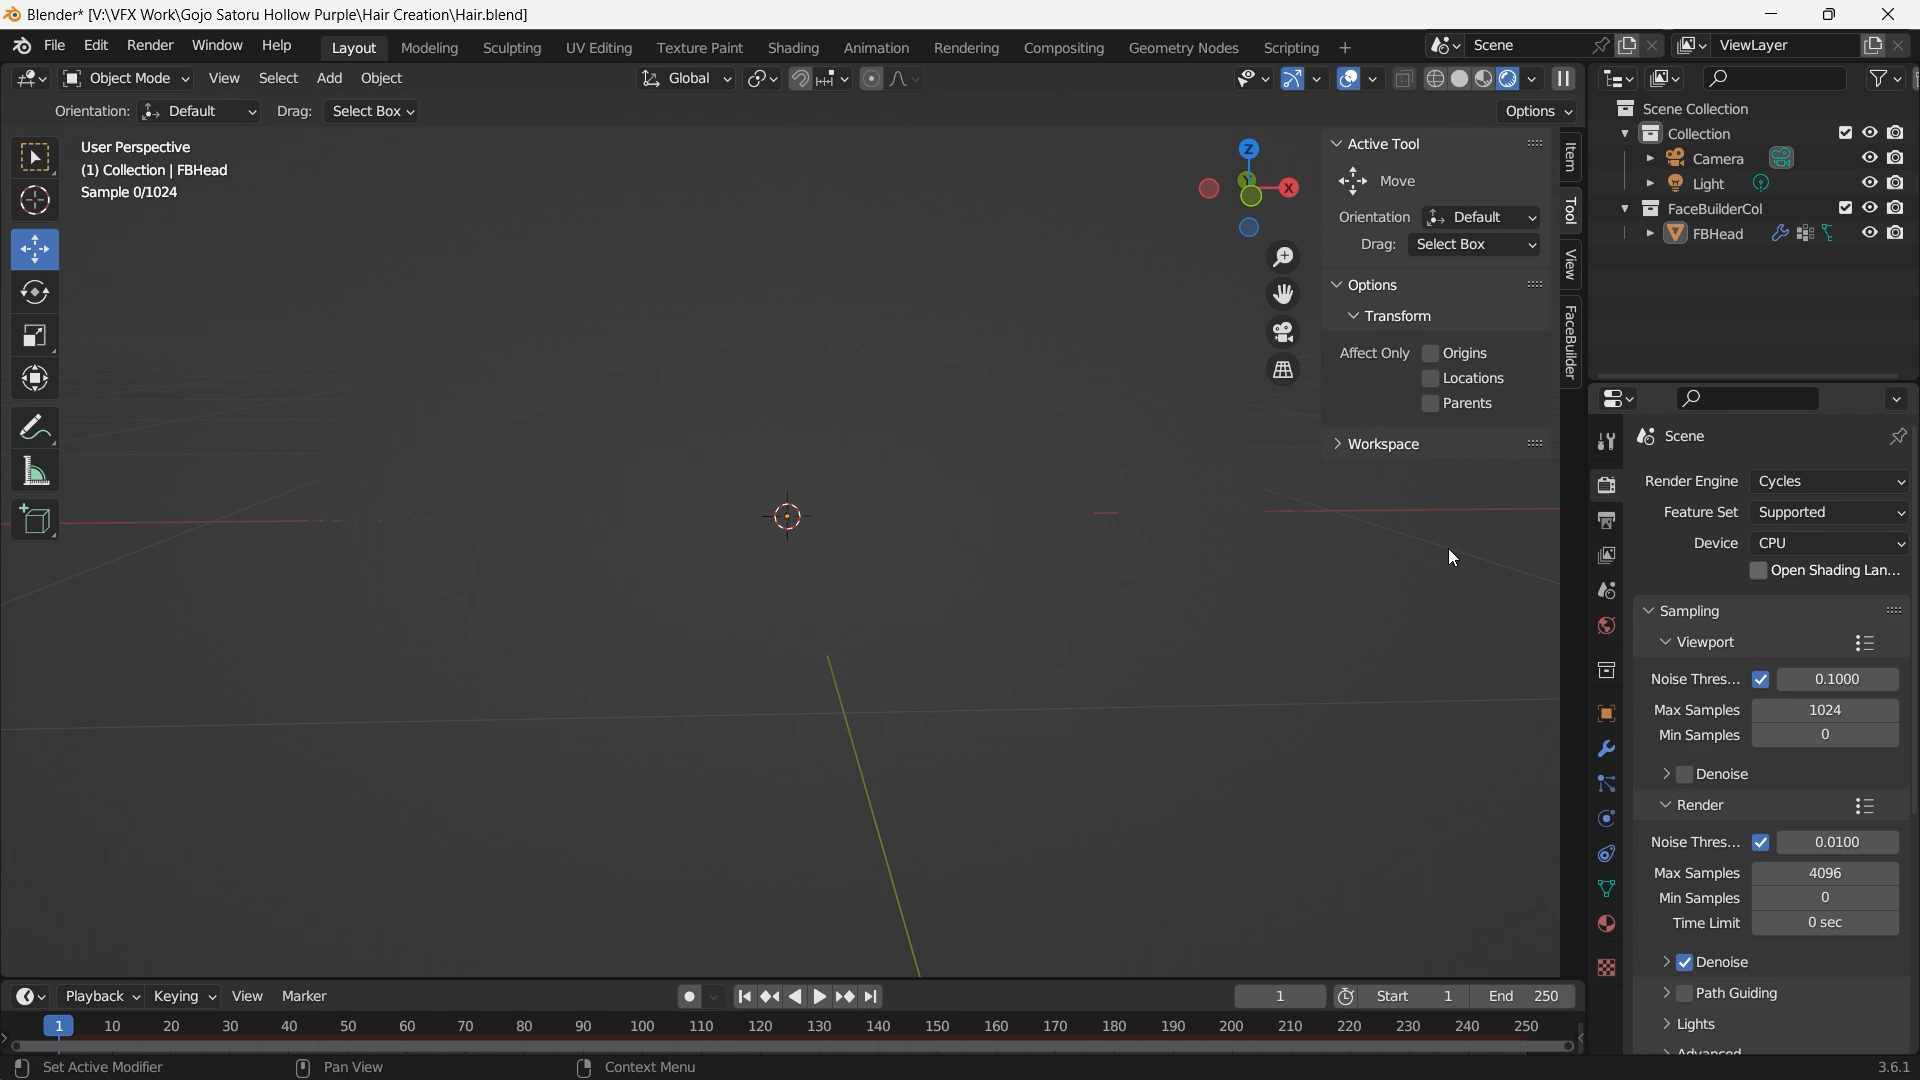 Blender* [V:\VFX Work\Gojo Satoru Hollow Purple\Hair Creation\Hair.blend]
File Edit Render Window Help Layout Modeling Sculpting UV Editing Texture Paint Shading Animation Rendering Compositing Geometry Nodes Scripting + Scene ViewLayer
Object Mode View Select Add Object Global
Orientation: Default Drag: Select Box Options
User Perspective
(1) Collection | FBHead
Sample 0/1024
Z
X
Y
Active Tool
Move
Orientation Default
Drag: Select Box
Options
Transform
Affect Only Origins
Locations
Parents
Workspace
Item
Tool
View
FaceBuilder
Scene Collection
Collection
Camera
Light
FaceBuilderCol
FBHead
Scene
Render Engine Cycles
Feature Set Supported
Device CPU
Open Shading Lan...
Sampling
Viewport
Noise Thres... 0.1000
Max Samples 1024
Min Samples 0
Denoise
Render
Noise Thres... 0.0100
Max Samples 4096
Min Samples 0
Time Limit 0 sec
Denoise
Path Guiding
Lights
Advanced
Playback Keying View Marker 1 Start 1 End 250
1 10 20 30 40 50 60 70 80 90 100 110 120 130 140 150 160 170 180 190 200 210 220 230 240 250
Set Active Modifier Pan View Context Menu 3.6.1